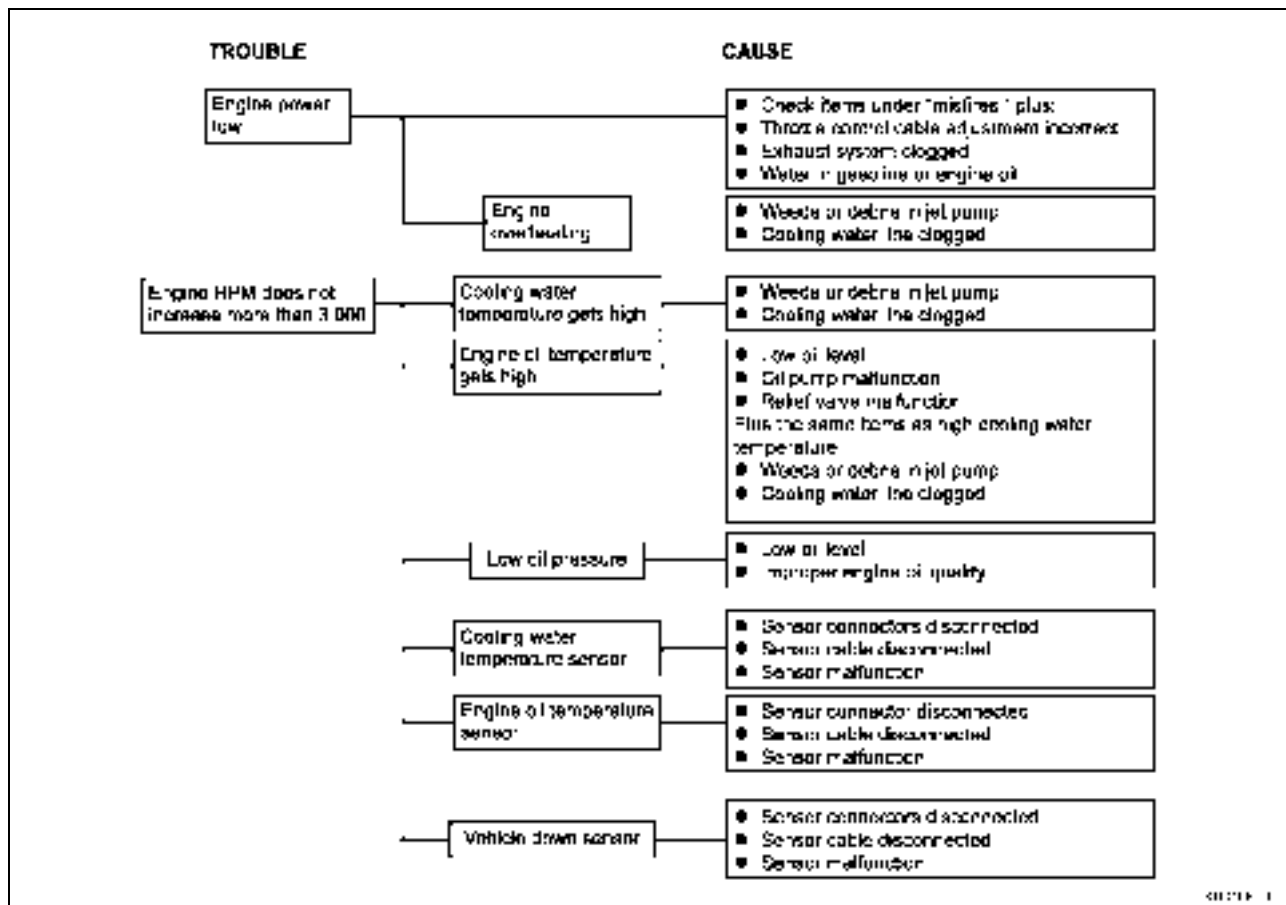 TROUBLE
CAUSE
Engine power
low
● Check items under "misfires" plus:
● Throttle control cable adjustment incorrect
● Exhaust system clogged
● Water in gasoline or engine oil
Engine
overheating
● Weeds or debris in jet pump
● Cooling water line clogged
Engine RPM does not
increase more than 3 000
Cooling water
temperature gets high
● Weeds or debris in jet pump
● Cooling water line clogged
Engine oil temperature
gets high
● Low oil level
● Oil pump malfunction
● Relief valve malfunction
Plus the same items as high cooling water
temperature
● Weeds or debris in jet pump
● Cooling water line clogged
Low oil pressure
● Low oil level
● Improper engine oil quality
Cooling water
temperature sensor
● Sensor connectors disconnected
● Sensor cable disconnected
● Sensor malfunction
Engine oil temperature
sensor
● Sensor connector disconnected
● Sensor cable disconnected
● Sensor malfunction
Vehicle down sensor
● Sensor connectors disconnected
● Sensor cable disconnected
● Sensor malfunction